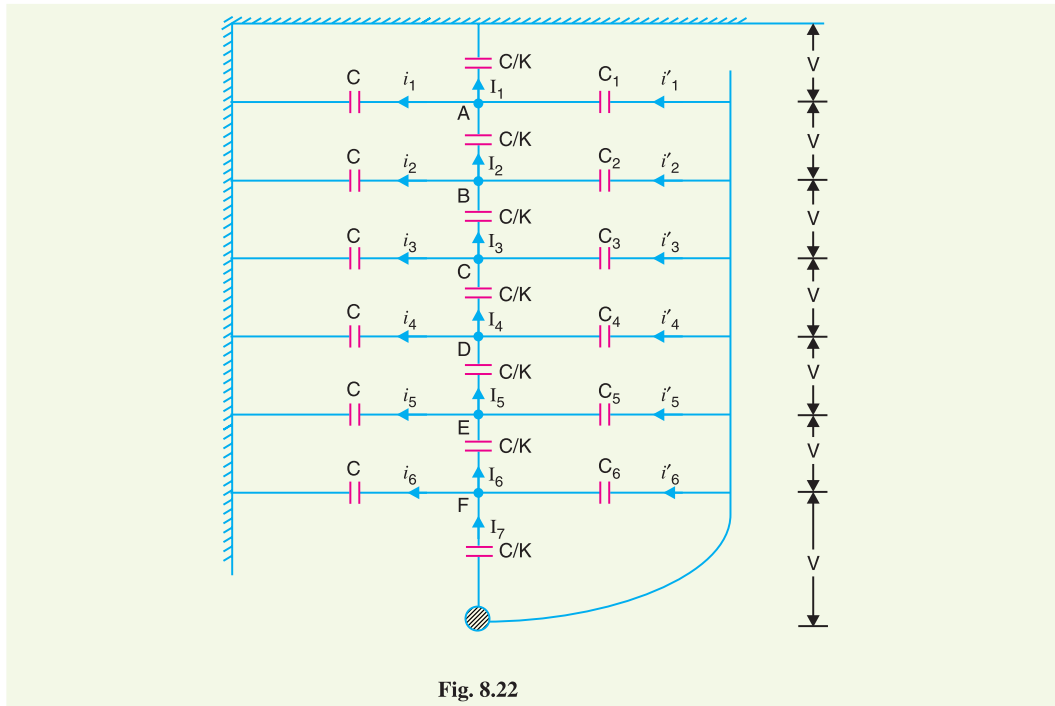 C/K
V
C i₁ I₁ C₁ i′₁
A
C/K
V
C i₂ I₂ C₂ i′₂
B
C/K
V
C i₃ I₃ C₃ i′₃
C
C/K
V
C i₄ I₄ C₄ i′₄
D
C/K
V
C i₅ I₅ C₅ i′₅
E
C/K
V
C i₆ I₆ C₆ i′₆
F
I₇
C/K
V
Fig. 8.22